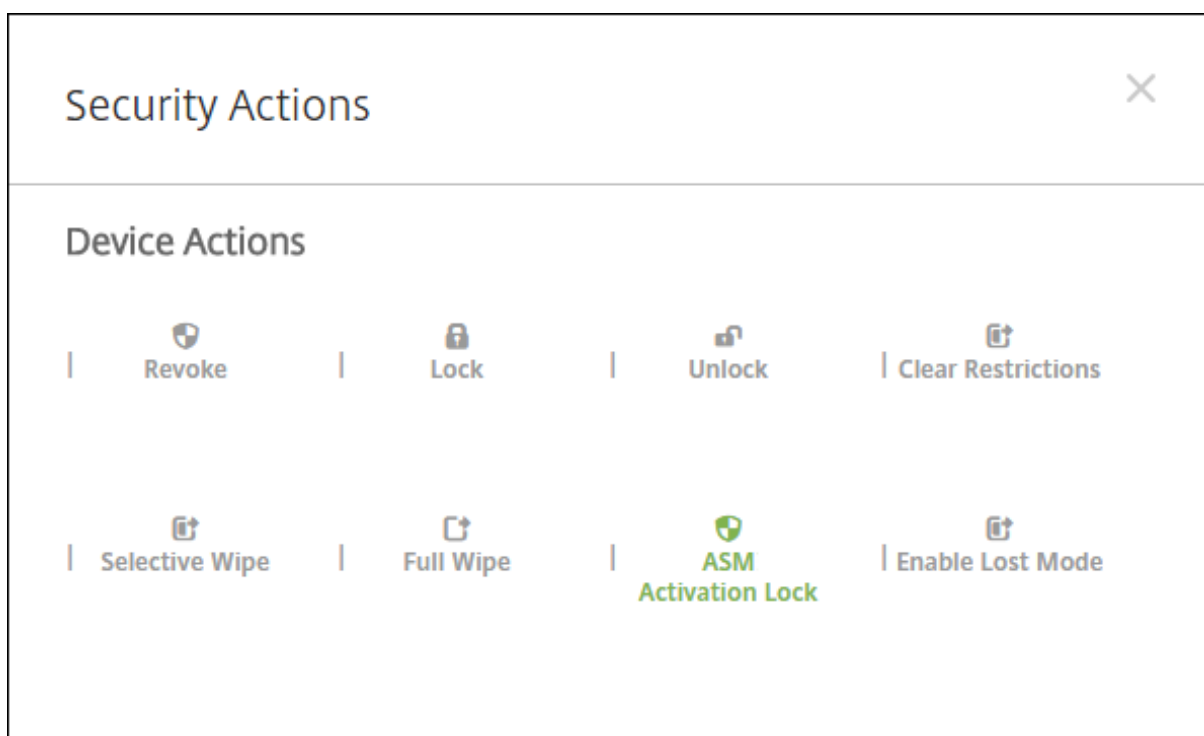 Security Actions
Device Actions
Revoke
Lock
Unlock
Clear Restrictions
Selective Wipe
Full Wipe
ASM
Activation Lock
Enable Lost Mode